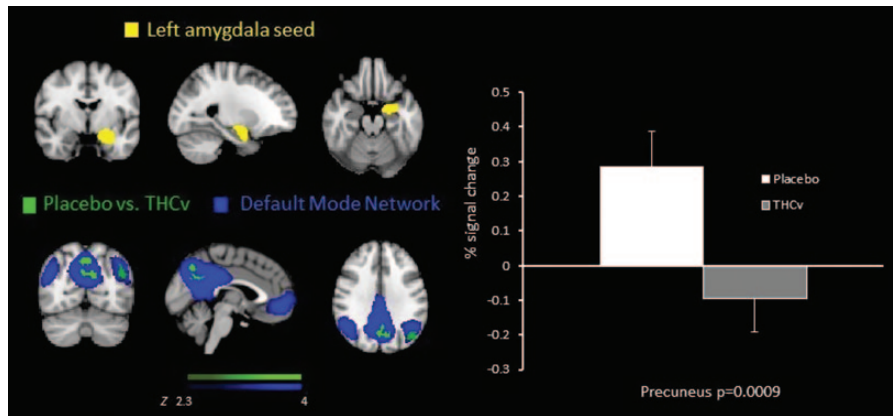 Left amygdala seed
Placebo vs. THCv
Default Mode Network
Z 2.3 4
% signal change
0.5
0.4
0.3
0.2
0.1
0
-0.1
-0.2
-0.3
Placebo
THCv
Precuneus p=0.0009